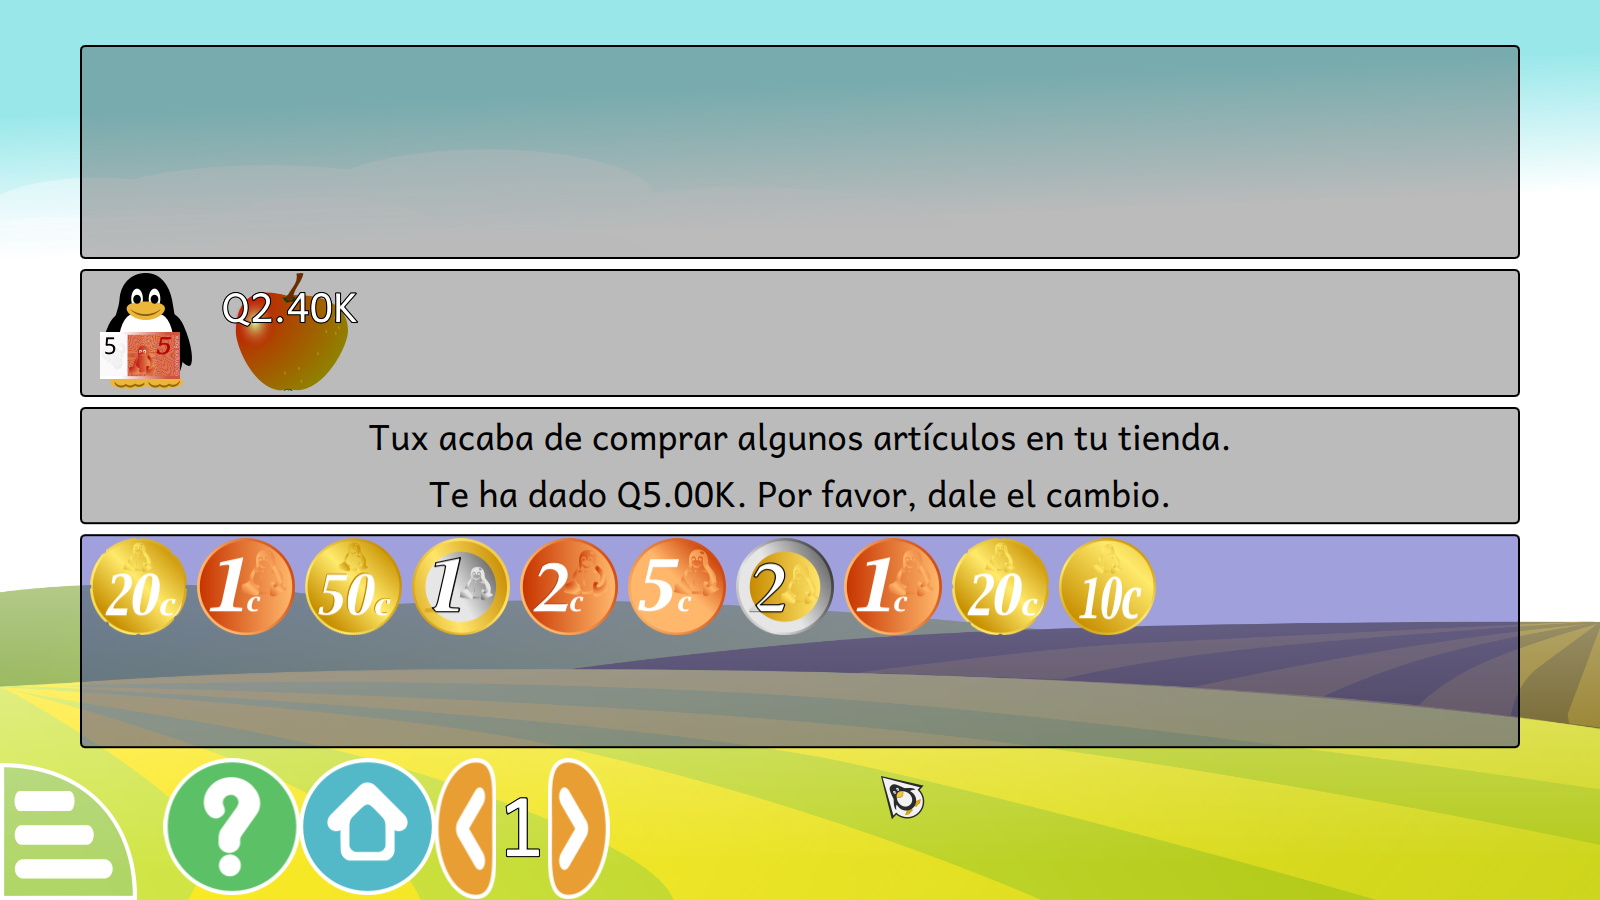 5 5
Q2.40K
Tux acaba de comprar algunos artículos en tu tienda.
Te ha dado Q5.00K. Por favor, dale el cambio.
20c 1c 50c 1 2c 5c 2 1c 20c 10c
?
1